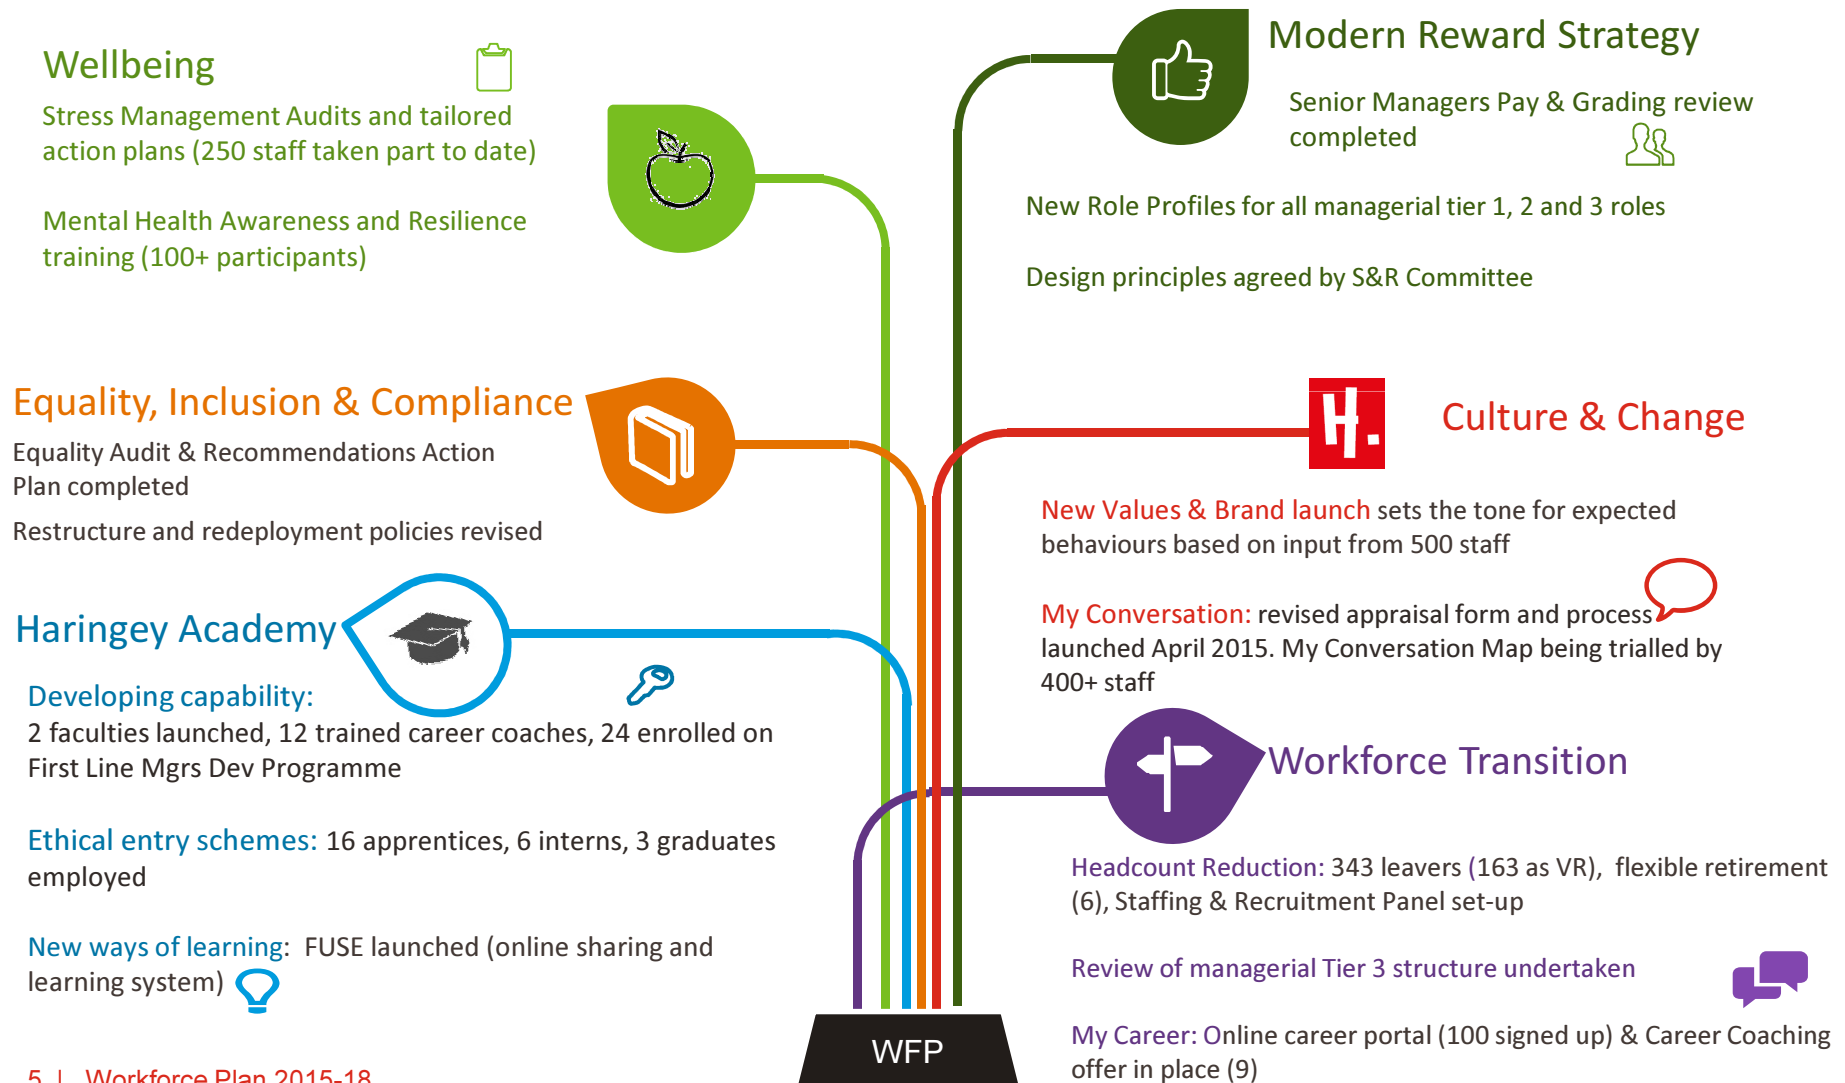 Wellbeing
Stress Management Audits and tailored
action plans (250 staff taken part to date)
Mental Health Awareness and Resilience
training (100+ participants)
Modern Reward Strategy
Senior Managers Pay & Grading review
completed
New Role Profiles for all managerial tier 1, 2 and 3 roles
Design principles agreed by S&R Committee
Equality, Inclusion & Compliance
Equality Audit & Recommendations Action
Plan completed
Restructure and redeployment policies revised
H.
Culture & Change
New Values & Brand launch sets the tone for expected
behaviours based on input from 500 staff
My Conversation: revised appraisal form and process
launched April 2015. My Conversation Map being trialled by
400+ staff
Haringey Academy
Developing capability:
2 faculties launched, 12 trained career coaches, 24 enrolled on
First Line Mgrs Dev Programme
Ethical entry schemes: 16 apprentices, 6 interns, 3 graduates
employed
New ways of learning: FUSE launched (online sharing and
learning system)
Workforce Transition
Headcount Reduction: 343 leavers (163 as VR), flexible retirement
(6), Staffing & Recruitment Panel set-up
Review of managerial Tier 3 structure undertaken
My Career: Online career portal (100 signed up) & Career Coaching
offer in place (9)
WFP
5 | Workforce Plan 2015-18